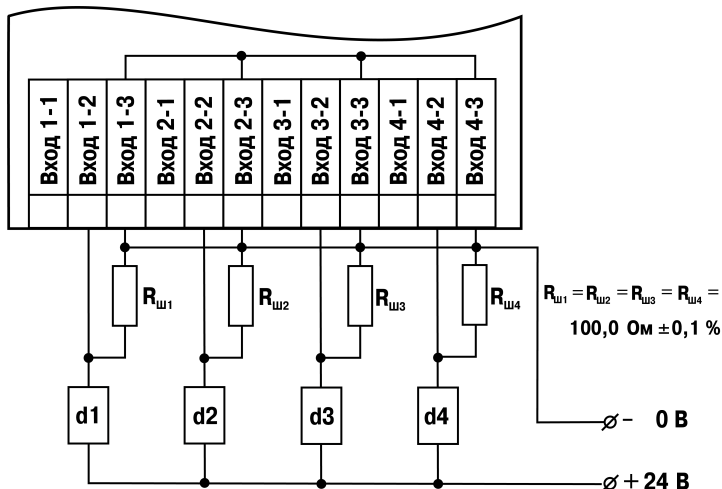 Вход 1-1
Вход 1-2
Вход 1-3
Вход 2-1
Вход 2-2
Вход 2-3
Вход 3-1
Вход 3-2
Вход 3-3
Вход 4-1
Вход 4-2
Вход 4-3
Rш1
Rш2
Rш3
Rш4
Rш1 = Rш2 = Rш3 = Rш4 =
100,0 Ом ±0,1 %
d1
d2
d3
d4
– 0 В
+ 24 В